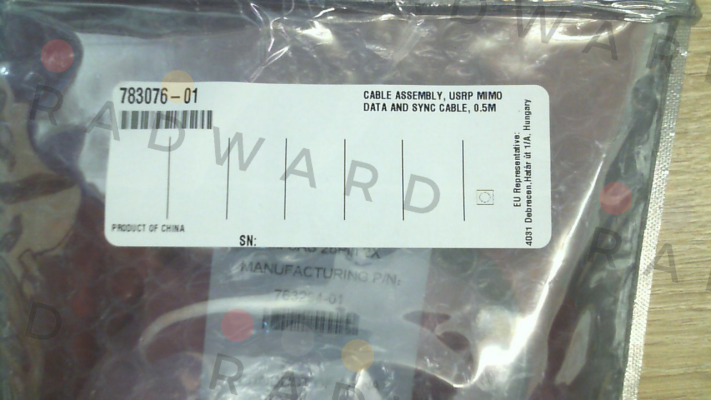 783076-01
CABLE ASSEMBLY, USRP MIMO
DATA AND SYNC CABLE, 0.5M
EU Representative:
4031 Debrecen,Határ út 1/A, Hungary
PRODUCT OF CHINA
SN:
MANUFACTURING P/N:
RADWARD